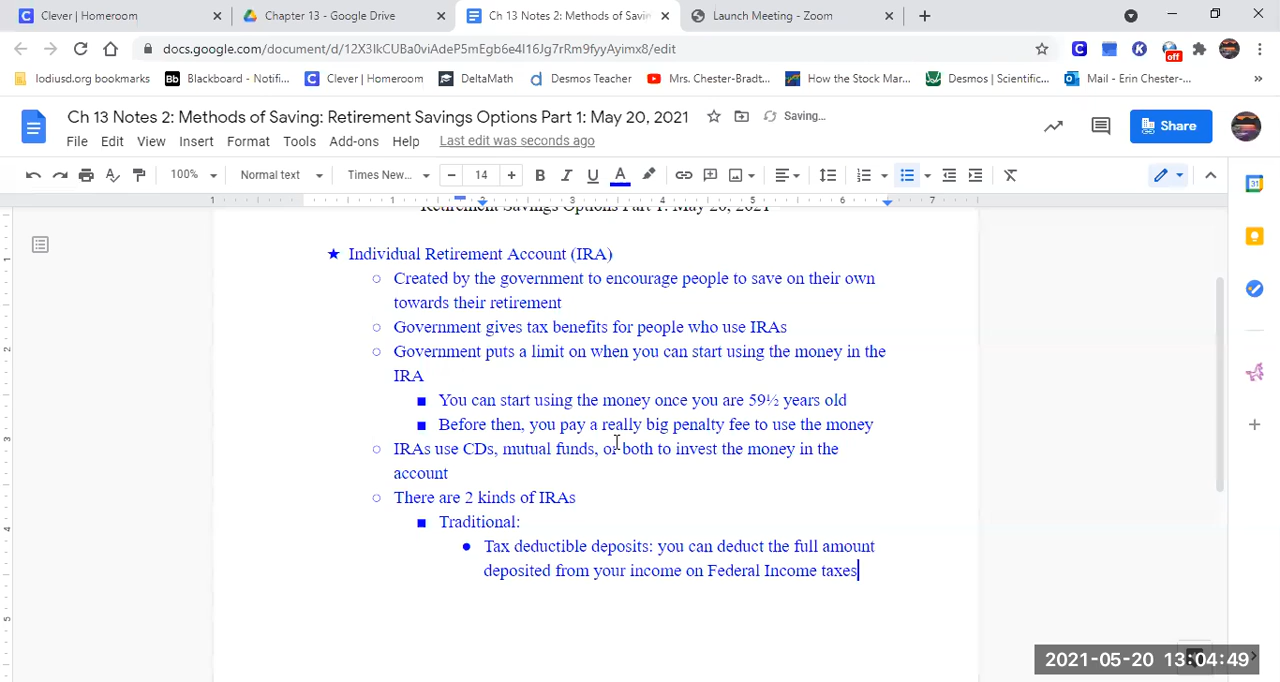 Clever | Homeroom
Chapter 13 - Google Drive
Ch 13 Notes 2: Methods of Savin
Launch Meeting - Zoom
docs.google.com/document/d/12X3IkCUBa0viAdeP5mEgb6e4l16Jg7rRm9fyyAyimx8/edit
off
lodiusd.org bookmarks
Blackboard - Notifi...
Clever | Homeroom
DeltaMath
Desmos Teacher
Mrs. Chester-Bradt...
How the Stock Mar...
Desmos | Scientific...
Mail - Erin Chester-...
Ch 13 Notes 2: Methods of Saving: Retirement Savings Options Part 1: May 20, 2021
Saving...
File Edit View Insert Format Tools Add-ons Help
Last edit was seconds ago
Share
100% Normal text Times New... 14
Retirement Savings Options Part 1: May 20, 2021
★ Individual Retirement Account (IRA)
○ Created by the government to encourage people to save on their own
towards their retirement
○ Government gives tax benefits for people who use IRAs
○ Government puts a limit on when you can start using the money in the
IRA
■ You can start using the money once you are 59½ years old
■ Before then, you pay a really big penalty fee to use the money
○ IRAs use CDs, mutual funds, or both to invest the money in the
account
○ There are 2 kinds of IRAs
■ Traditional:
● Tax deductible deposits: you can deduct the full amount
deposited from your income on Federal Income taxes
2021-05-20 13:04:49